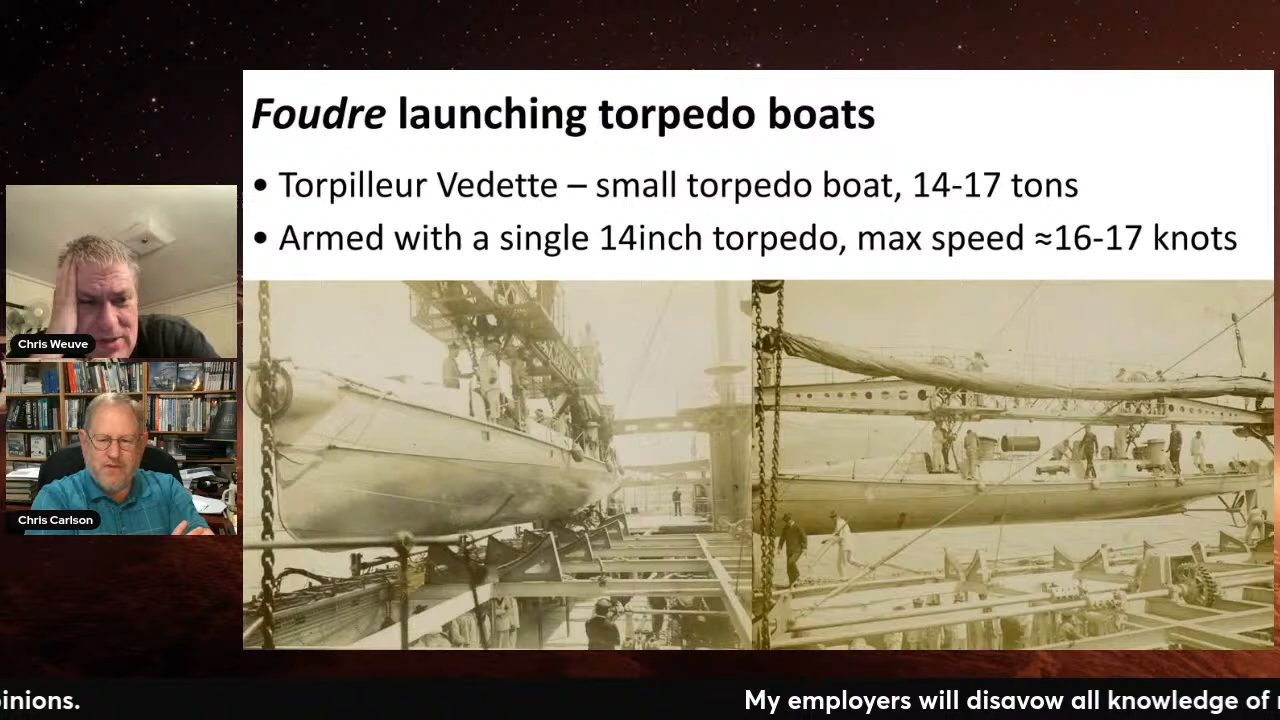 Foudre launching torpedo boats
• Torpilleur Vedette – small torpedo boat, 14-17 tons
• Armed with a single 14inch torpedo, max speed ≈16-17 knots
Chris Weuve
Chris Carlson
pinions. My employers will disavow all knowledge of